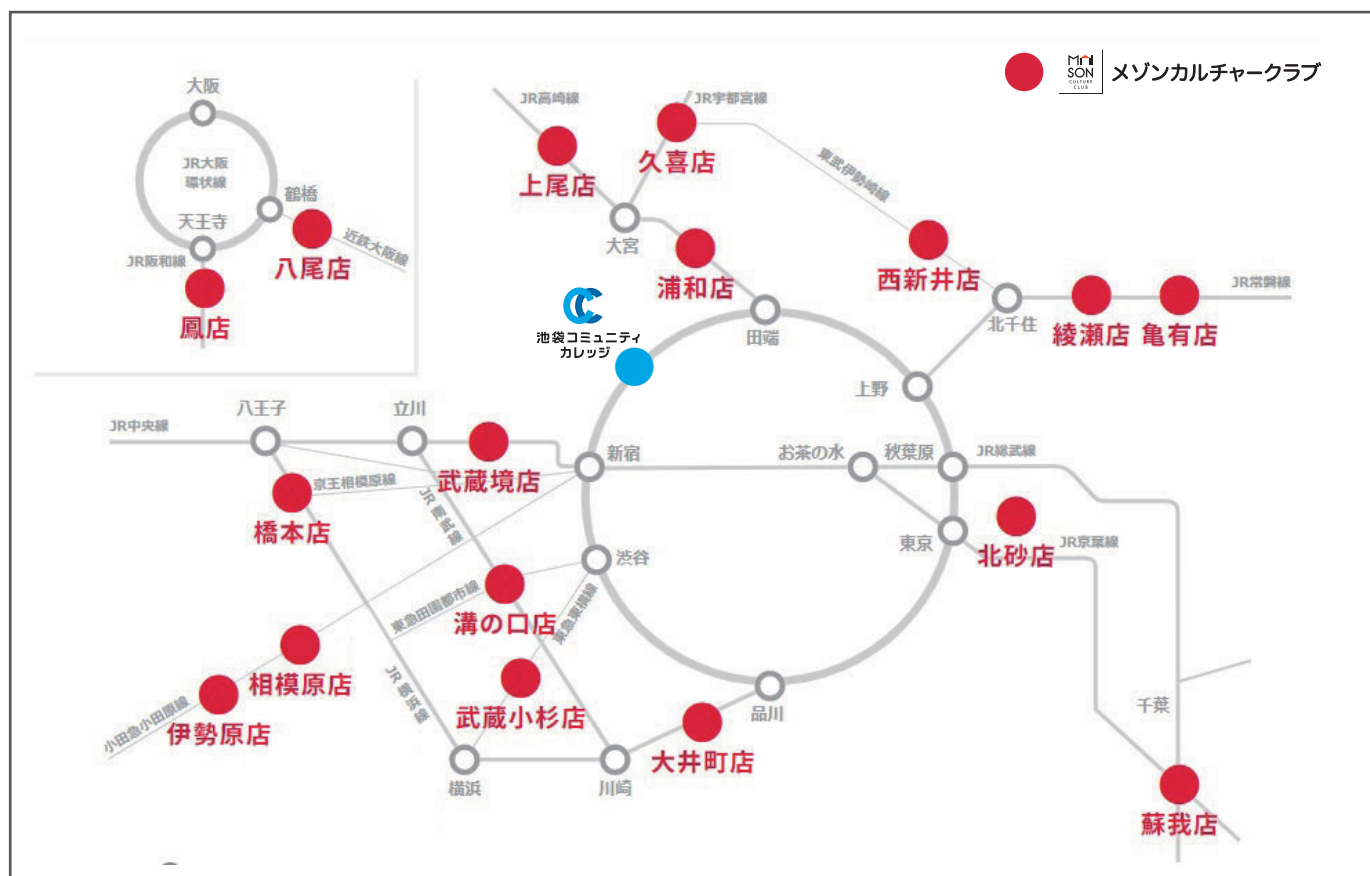 MAISON
CULTURE
CLUB
メゾンカルチャークラブ
大阪
JR大阪
環状線
鶴橋
天王寺
JR阪和線
近鉄大阪線
八尾店
鳳店
JR高崎線
JR宇都宮線
上尾店
久喜店
東武伊勢崎線
大宮
浦和店
西新井店
池袋コミュニティ
カレッジ
田端
北千住
JR常磐線
綾瀬店
亀有店
上野
八王子
立川
JR中央線
武蔵境店
新宿
お茶の水
秋葉原
JR総武線
京王相模原線
橋本店
JR南武線
東京
北砂店
JR京葉線
渋谷
東急田園都市線
溝の口店
東急東横線
相模原店
伊勢原店
小田急小田原線
JR横浜線
武蔵小杉店
品川
大井町店
千葉
横浜
川崎
蘇我店